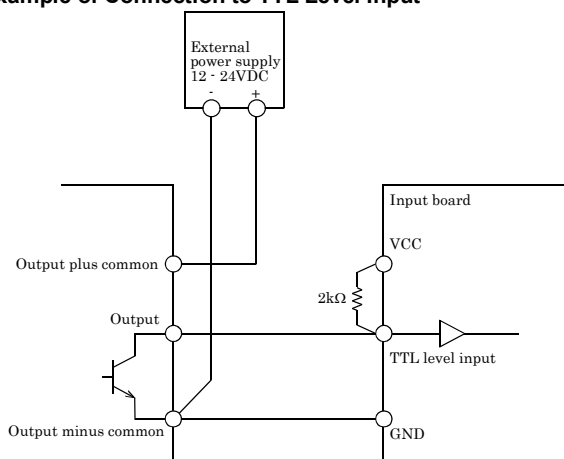 Example of Connection to TTL Level Input
External
power supply
12 - 24VDC
- +
Input board
VCC
Output plus common
2kΩ
Output
TTL level input
Output minus common
GND